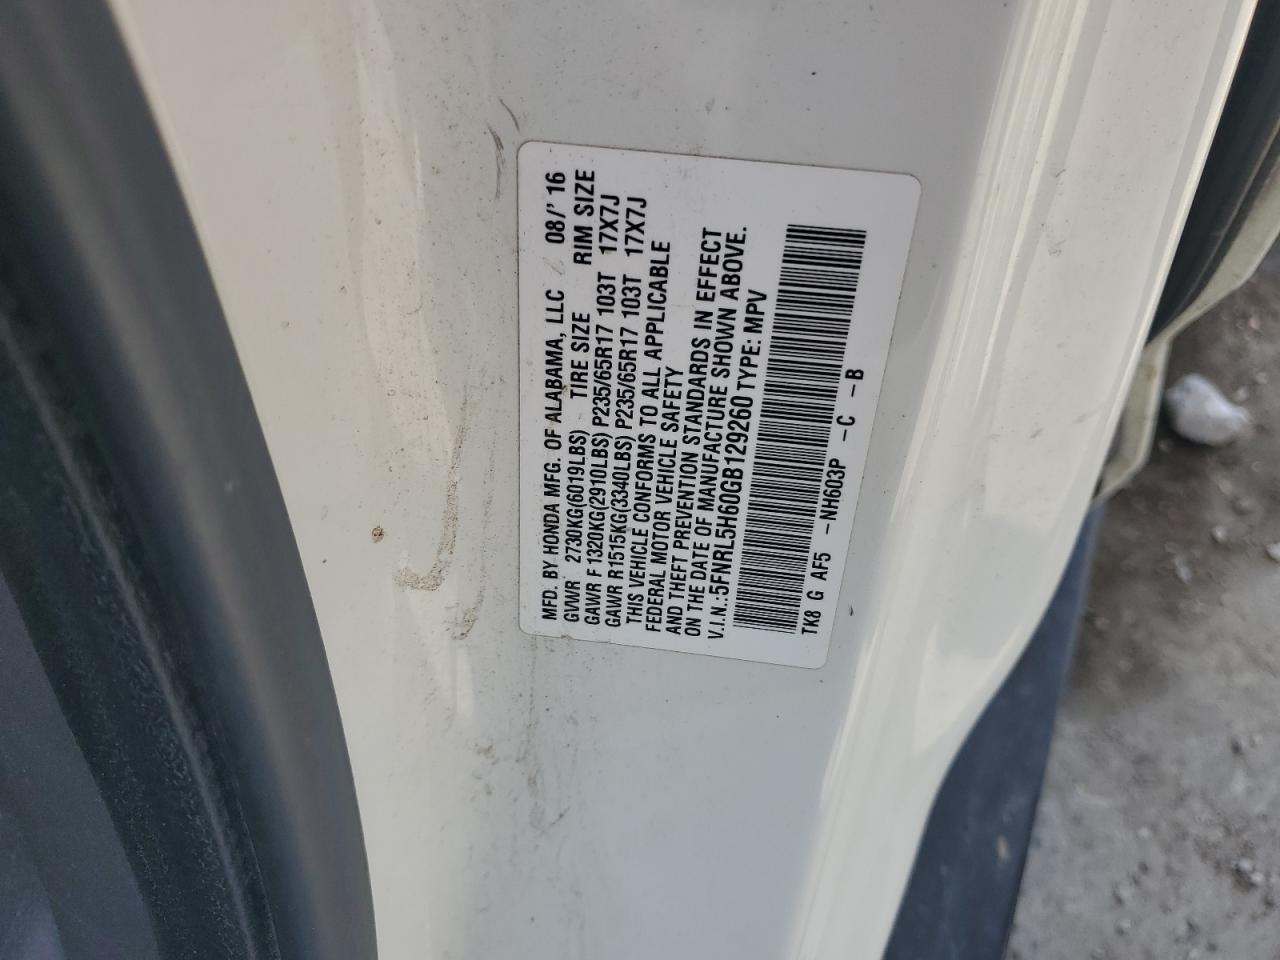 MFD. BY HONDA MFG. OF ALABAMA, LLC 08/' 16
GVWR 2730KG(6019LBS) TIRE SIZE RIM SIZE
GAWR F 1320KG(2910LBS) P235/65R17 103T 17X7J
GAWR R1515KG(3340LBS) P235/65R17 103T 17X7J
THIS VEHICLE CONFORMS TO ALL APPLICABLE
FEDERAL MOTOR VEHICLE SAFETY
AND THEFT PREVENTION STANDARDS IN EFFECT
ON THE DATE OF MANUFACTURE SHOWN ABOVE.
V.I.N.:5FNRL5H60GB129260 TYPE: MPV
TK8 G AF5 -NH603P -C -B